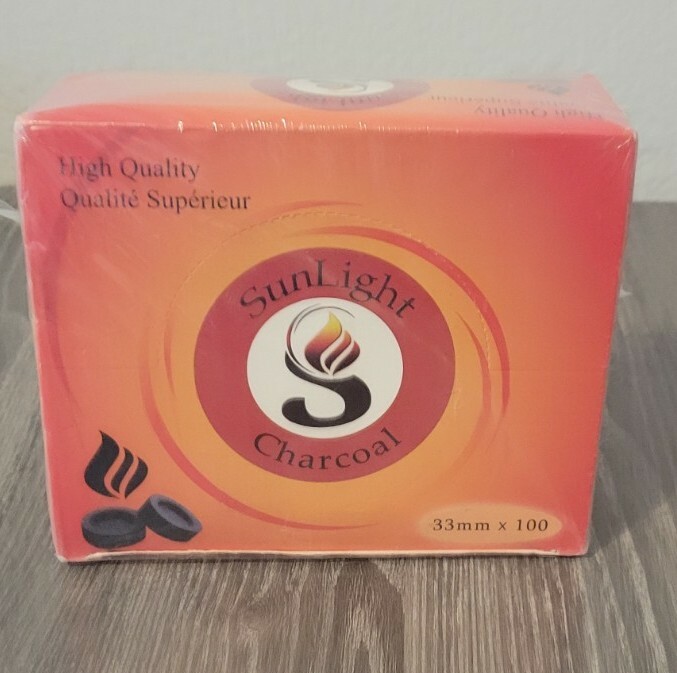 High Quality
Qualité Supérieur
SunLight
S
Charcoal
33mm x 100